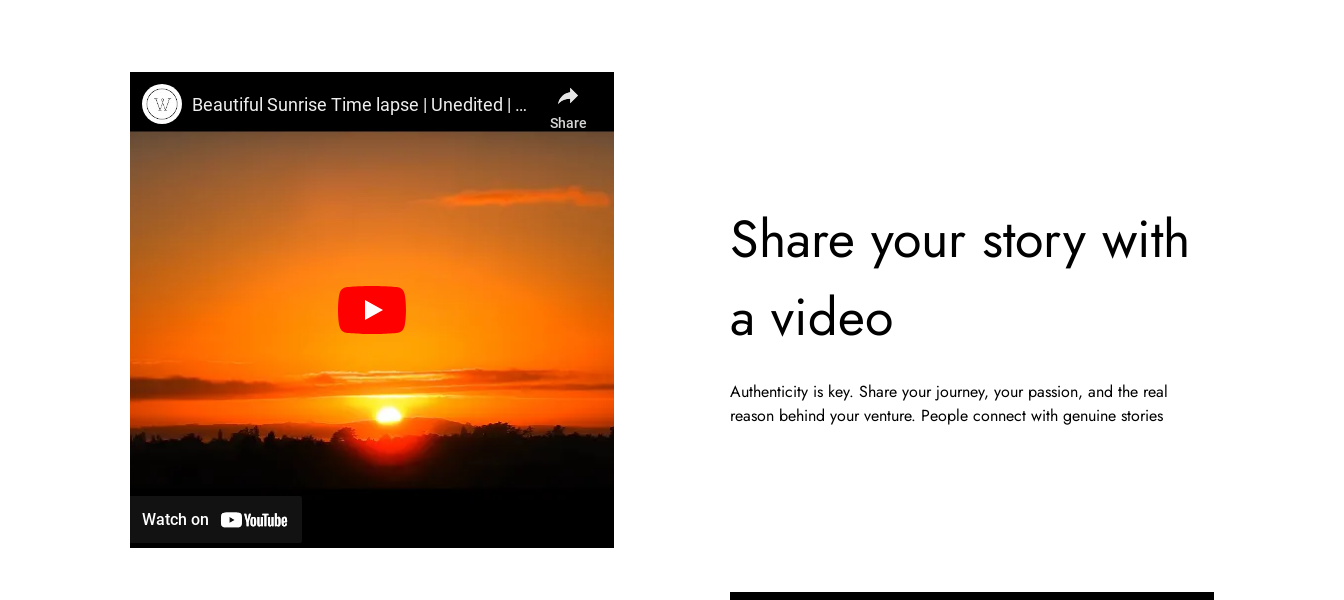 W
Beautiful Sunrise Time lapse | Unedited | ...
Share
Watch on YouTube
Share your story with
a video
Authenticity is key. Share your journey, your passion, and the real
reason behind your venture. People connect with genuine stories